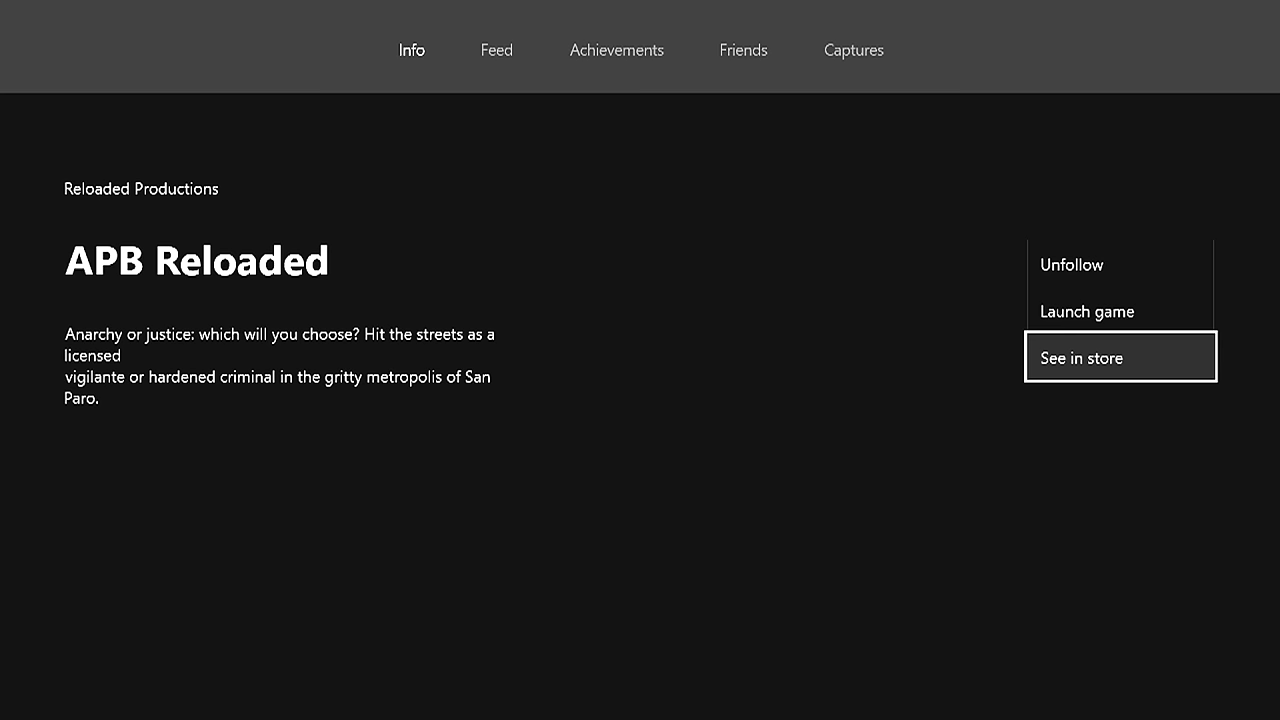 Info Feed Achievements Friends Captures
Reloaded Productions
APB Reloaded
Anarchy or justice: which will you choose? Hit the streets as a
licensed
vigilante or hardened criminal in the gritty metropolis of San
Paro.
Unfollow
Launch game
See in store